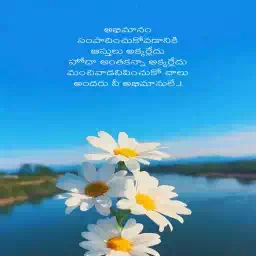 అభిమానం
సంపాదించుకోవడానికి
ఆస్తులు అక్కర్లేదు
హోదా అంతకన్నా అక్కర్లేదు
మంచివాడనిపించుకో చాలు
అందరు నీ అభిమానులే..!